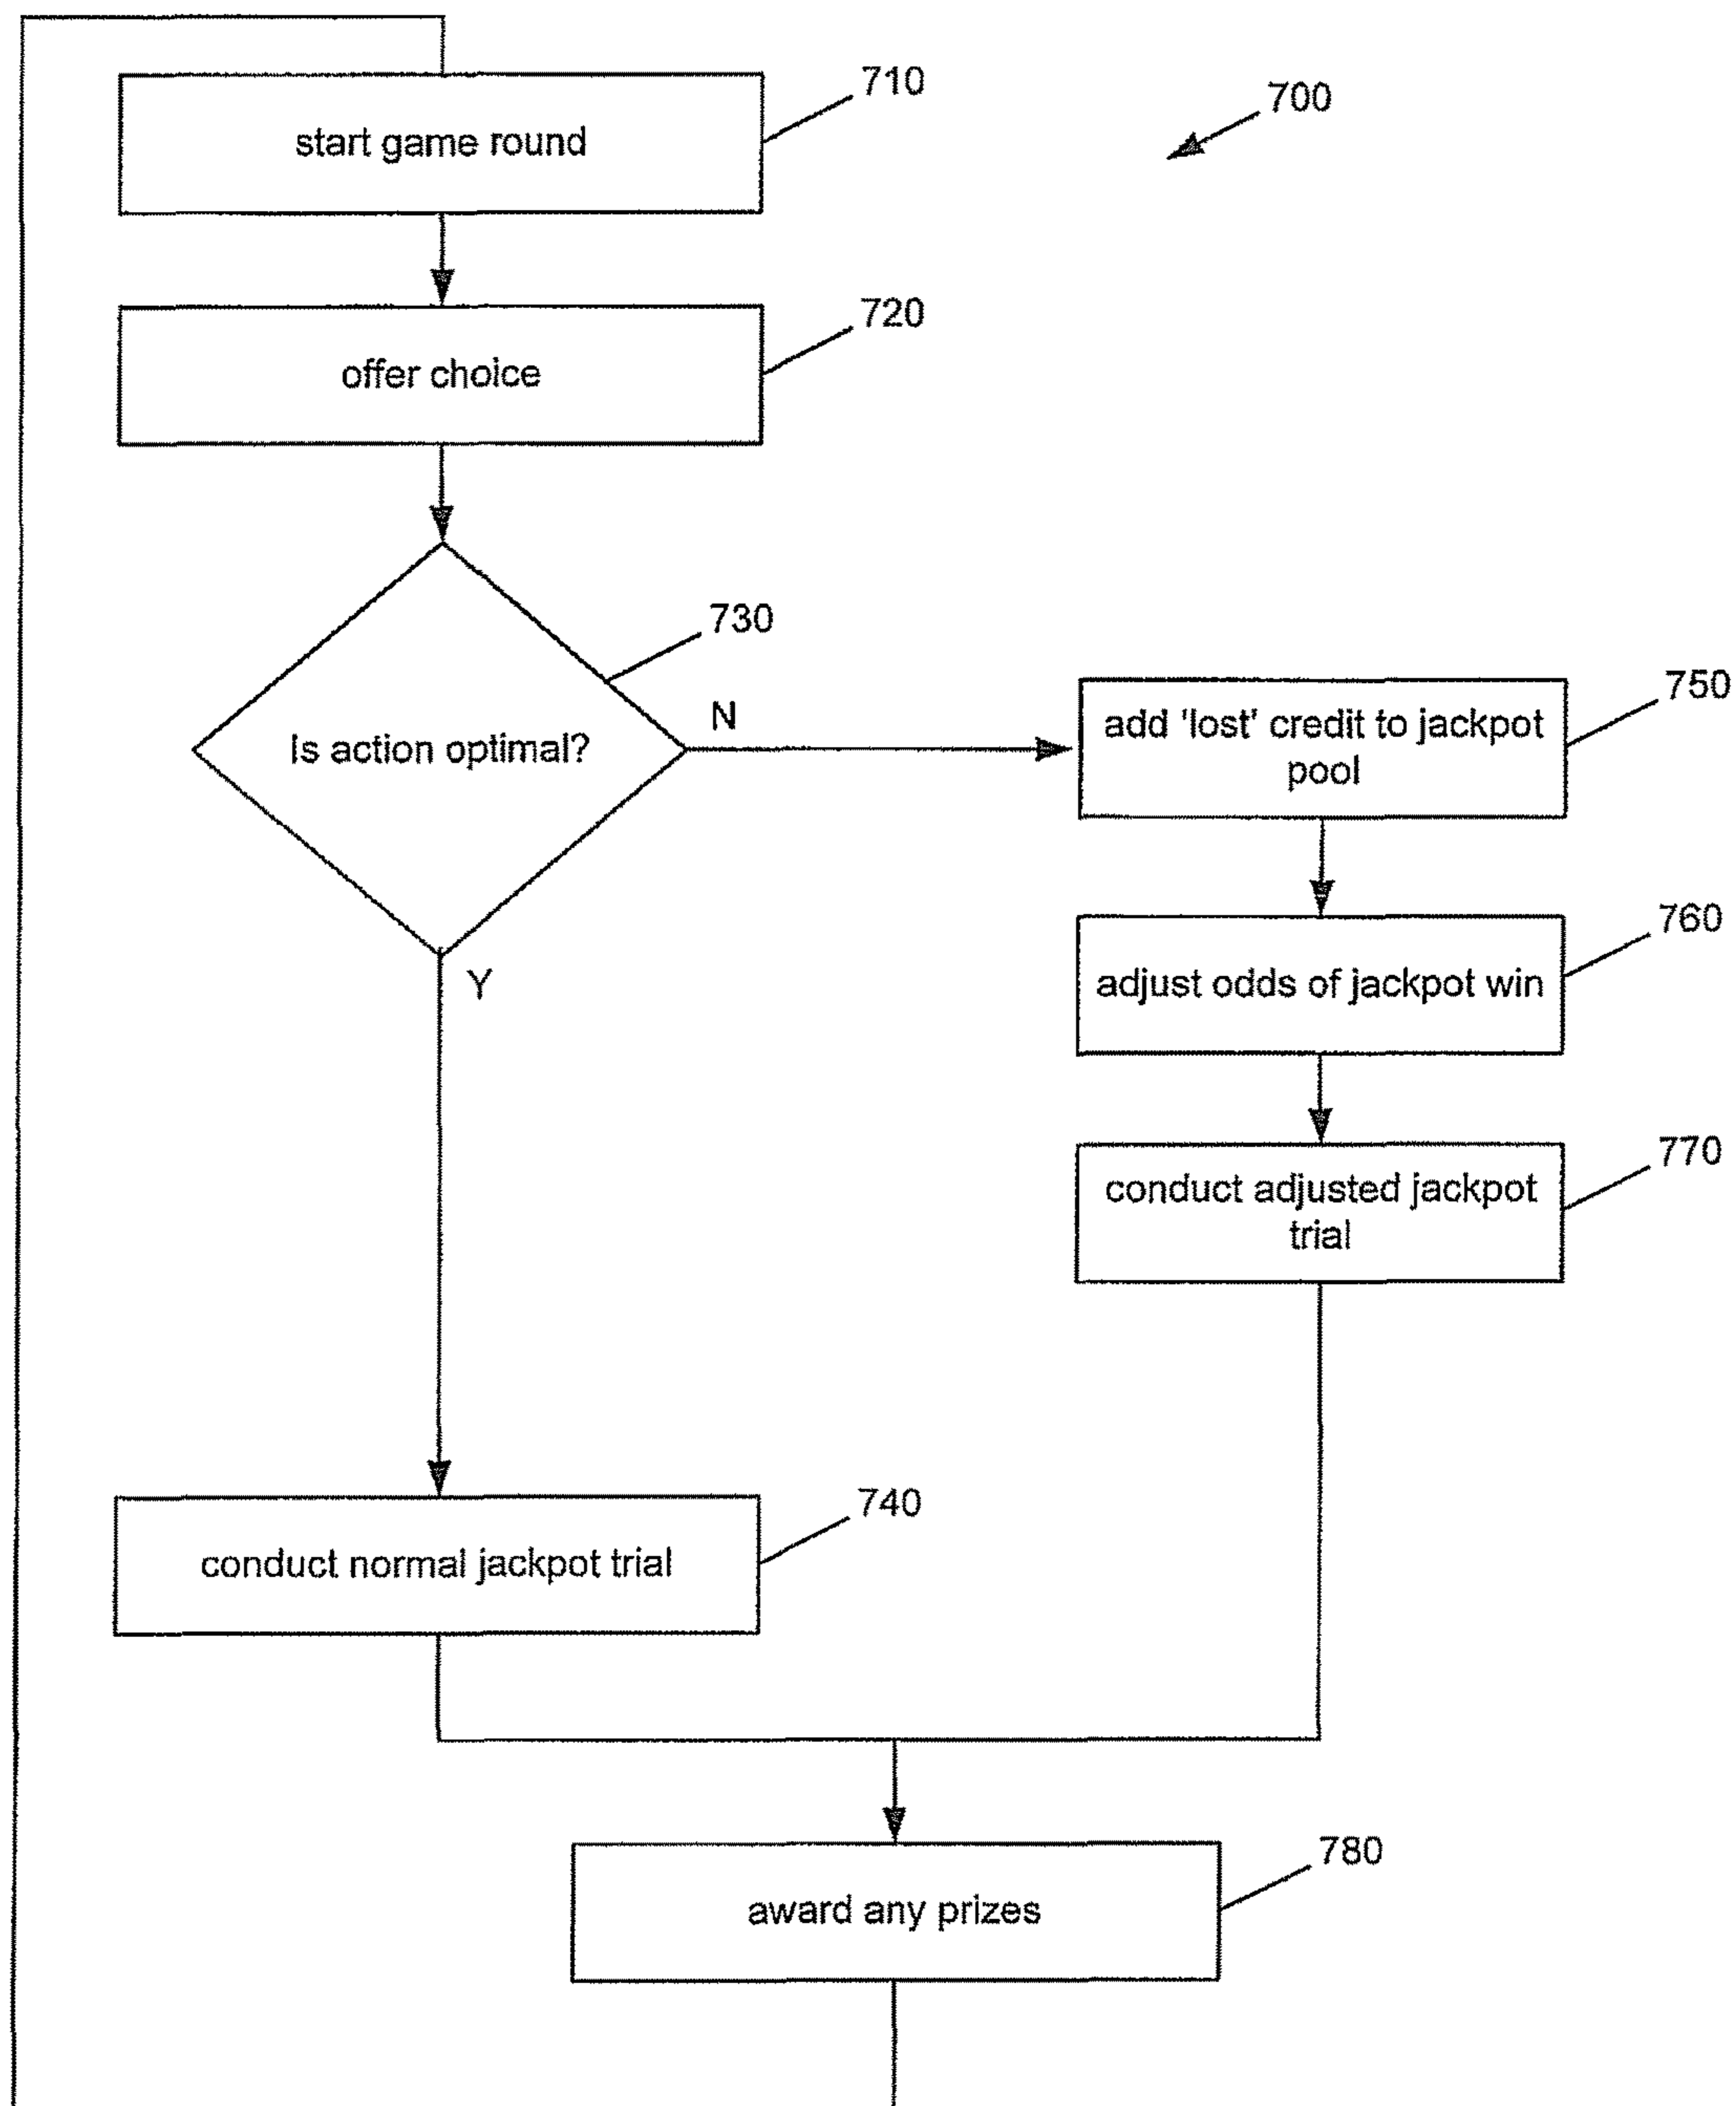 710
700
start game round
720
offer choice
730
Is action optimal?
N
750
add 'lost' credit to jackpot
pool
Y
760
adjust odds of jackpot win
770
conduct adjusted jackpot
trial
740
conduct normal jackpot trial
780
award any prizes